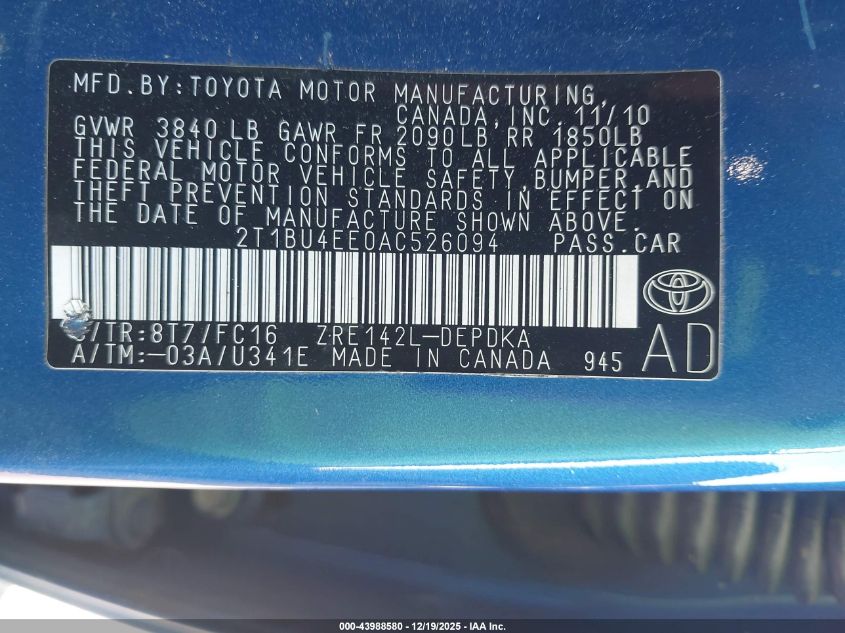 MFD.BY:TOYOTA MOTOR MANUFACTURING,
CANADA,INC. 11/10
GVWR 3840 LB GAWR FR 2090LB, RR 1850LB
THIS VEHICLE CONFORMS TO ALL APPLICABLE
FEDERAL MOTOR VEHICLE SAFETY,BUMPER,AND
THEFT PREVENTION STANDARDS IN EFFECT ON
THE DATE OF MANUFACTURE SHOWN ABOVE.
2T1BU4EE0AC526094 PASS.CAR
/TR:8T7/FC16 ZRE142L-DEPDKA
A/TM:-03A/U341E MADE IN CANADA 945
AD
000-43988580 - 12/19/2025 - IAA Inc.